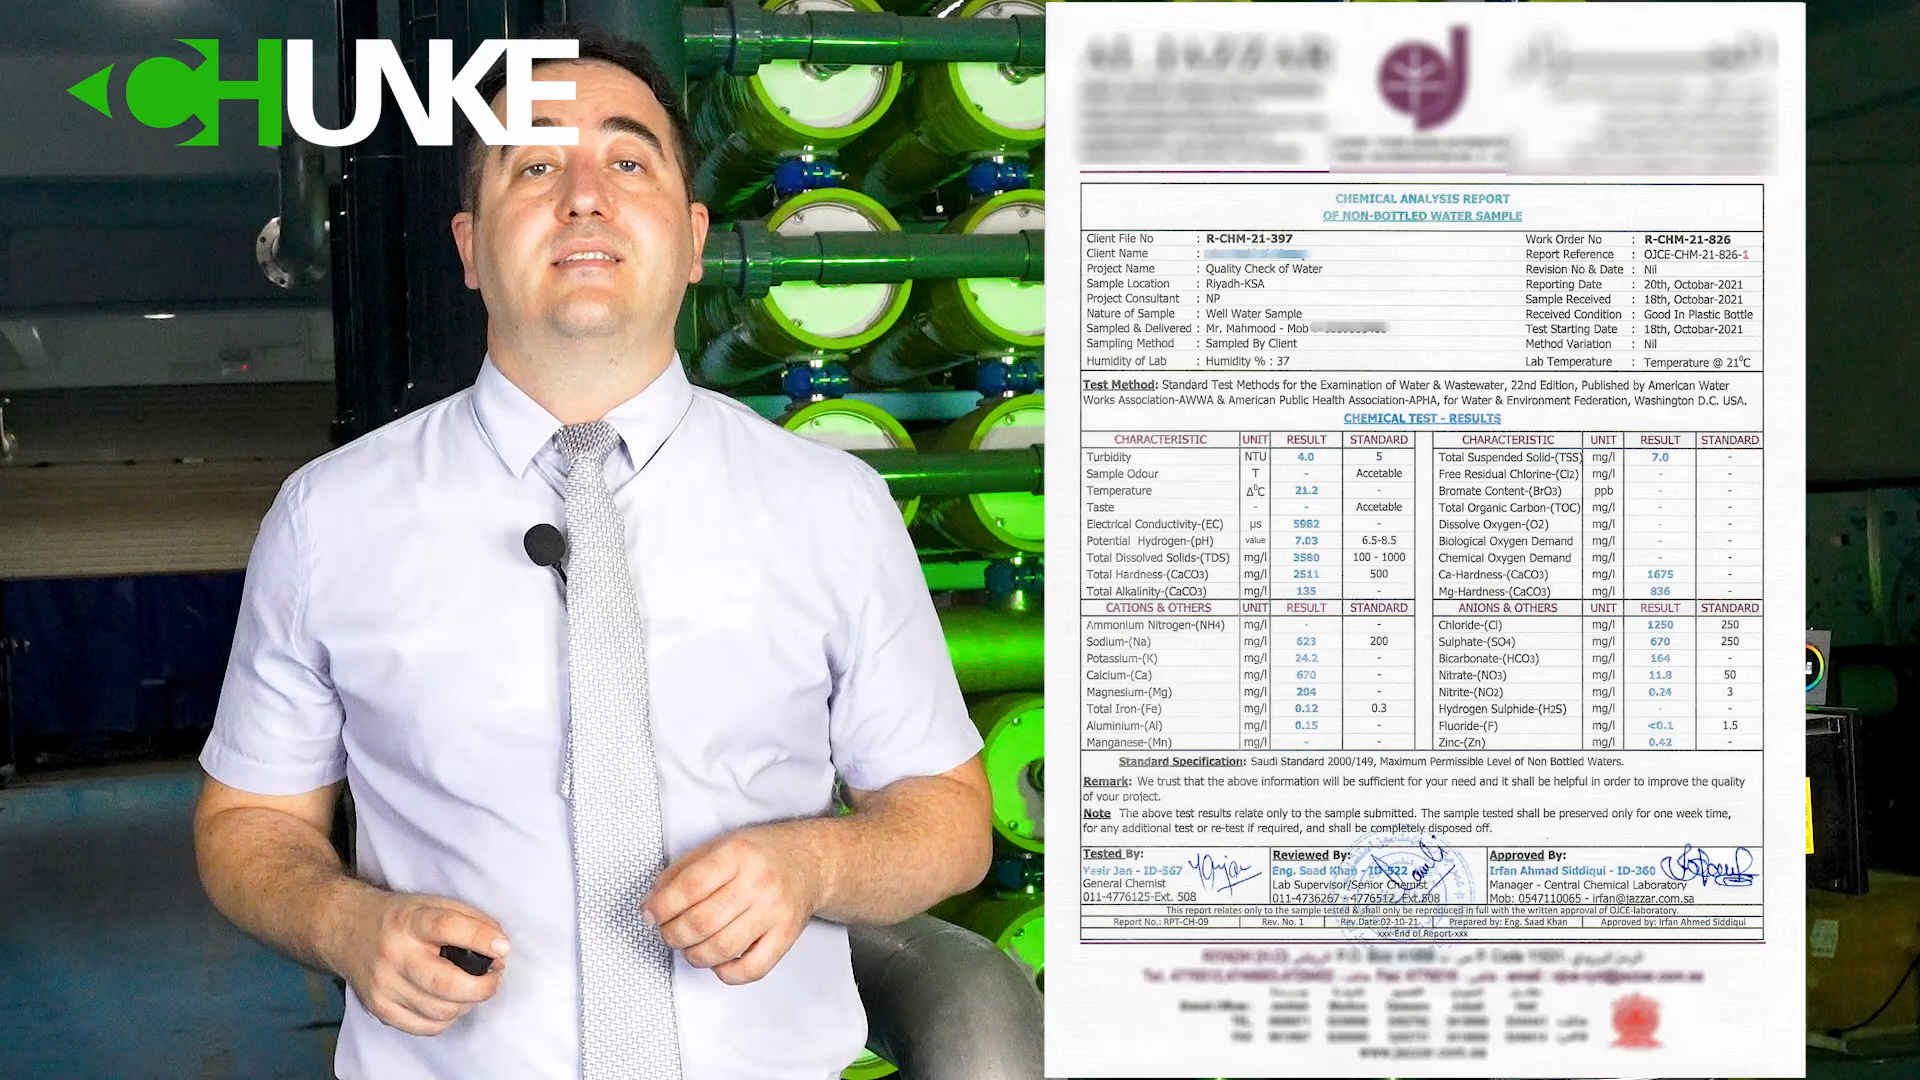 CHUNKE
CHEMICAL ANALYSIS REPORT
OF NON-BOTTLED WATER SAMPLE
Client File No : R-CHM-21-397 Work Order No : R-CHM-21-826
Client Name : Report Reference : OJCE-CHM-21-826-1
Project Name : Quality Check of Water Revision No & Date : Nil
Sample Location : Riyadh-KSA Reporting Date : 20th, Octobar-2021
Project Consultant : NP Sample Received : 18th, Octobar-2021
Nature of Sample : Well Water Sample Received Condition : Good In Plastic Bottle
Sampled & Delivered : Mr. Mahmood - Mob Test Starting Date : 18th, Octobar-2021
Sampling Method : Sampled By Client Method Variation : Nil
Humidity of Lab : Humidity % : 37 Lab Temperature : Temperature @ 21⁰C
Test Method: Standard Test Methods for the Examination of Water & Wastewater, 22nd Edition, Published by American Water
Works Association-AWWA & American Public Health Association-APHA, for Water & Environment Federation, Washington D.C. USA.
CHEMICAL TEST - RESULTS
CHARACTERISTIC UNIT RESULT STANDARD CHARACTERISTIC UNIT RESULT STANDARD
Turbidity NTU 4.0 5 Total Suspended Solid-(TSS) mg/l 7.0 -
Sample Odour T - Accetable Free Residual Chlorine-(Cl2) mg/l - -
Temperature Δ⁰C 21.2 - Bromate Content-(BrO3) ppb - -
Taste - - Accetable Total Organic Carbon-(TOC) mg/l - -
Electrical Conductivity-(EC) µs 5982 - Dissolve Oxygen-(O2) mg/l - -
Potential Hydrogen-(pH) value 7.03 6.5-8.5 Biological Oxygen Demand mg/l - -
Total Dissolved Solids-(TDS) mg/l 3580 100 - 1000 Chemical Oxygen Demand mg/l - -
Total Hardness-(CaCO3) mg/l 2511 500 Ca-Hardness-(CaCO3) mg/l 1675 -
Total Alkalinity-(CaCO3) mg/l 135 - Mg-Hardness-(CaCO3) mg/l 836 -
CATIONS & OTHERS UNIT RESULT STANDARD ANIONS & OTHERS UNIT RESULT STANDARD
Ammonium Nitrogen-(NH4) mg/l - - Chloride-(Cl) mg/l 1250 250
Sodium-(Na) mg/l 523 200 Sulphate-(SO4) mg/l 670 250
Potassium-(K) mg/l 24.2 - Bicarbonate-(HCO3) mg/l 164 -
Calcium-(Ca) mg/l 670 - Nitrate-(NO3) mg/l 11.8 50
Magnesium-(Mg) mg/l 204 - Nitrite-(NO2) mg/l 0.24 3
Total Iron-(Fe) mg/l 0.12 0.3 Hydrogen Sulphide-(H2S) mg/l - -
Aluminium-(Al) mg/l 0.15 - Fluoride-(F) mg/l <0.1 1.5
Manganese-(Mn) mg/l - - Zinc-(Zn) mg/l 0.42 -
Standard Specification: Saudi Standard 2000/149, Maximum Permissible Level of Non Bottled Waters.
Remark: We trust that the above information will be sufficient for your need and it shall be helpful in order to improve the quality
of your project.
Note The above test results relate only to the sample submitted. The sample tested shall be preserved only for one week time,
for any additional test or re-test if required, and shall be completely disposed off.
Tested By: Reviewed By: Approved By:
Yasir Jan - ID-567 Eng. Saad Khan - ID-522 Irfan Ahmad Siddiqui - ID-360
General Chemist Lab Supervisor/Senior Chemist Manager - Central Chemical Laboratory
011-4776125-Ext. 508 011-4736267 - 4776512, Ext.508 Mob: 0547110065 - irfan@jazzar.com.sa
This report relates only to the sample tested & shall only be reproduced in full with the written approval of OJCE-laboratory.
Report No.: RPT-CH-09 Rev. No. 1 Rev.Date:02-10-21 Prepared by: Eng. Saad Khan Approved by: Irfan Ahmed Siddiqui
xxx-End of Report-xxx